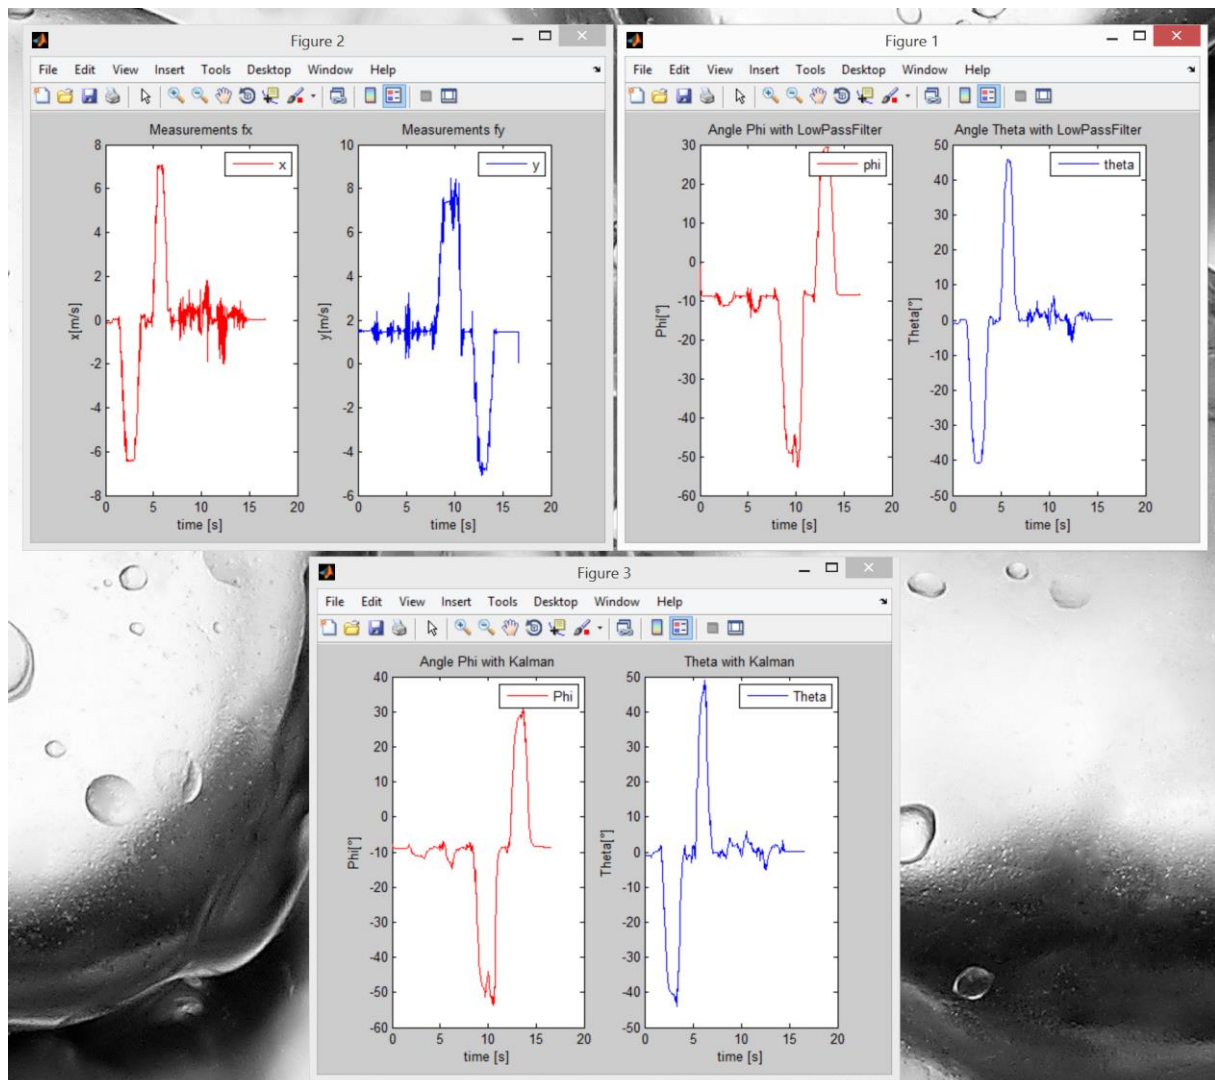 Figure 2
File Edit View Insert Tools Desktop Window Help
Measurements fx
x
8
6
4
2
0
-2
-4
-6
-8
x[m/s]
0 5 10 15 20
time [s]
Measurements fy
y
10
8
6
4
2
0
-2
-4
-6
y[m/s]
0 5 10 15 20
time [s]
Figure 1
File Edit View Insert Tools Desktop Window Help
Angle Phi with LowPassFilter
phi
30
20
10
0
-10
-20
-30
-40
-50
-60
Phi[°]
0 5 10 15 20
time [s]
Angle Theta with LowPassFilter
theta
50
40
30
20
10
0
-10
-20
-30
-40
-50
Theta[°]
0 5 10 15 20
time [s]
Figure 3
File Edit View Insert Tools Desktop Window Help
Angle Phi with Kalman
Phi
40
30
20
10
0
-10
-20
-30
-40
-50
-60
Phi[°]
0 5 10 15 20
time [s]
Theta with Kalman
Theta
50
40
30
20
10
0
-10
-20
-30
-40
-50
Theta[°]
0 5 10 15 20
time [s]